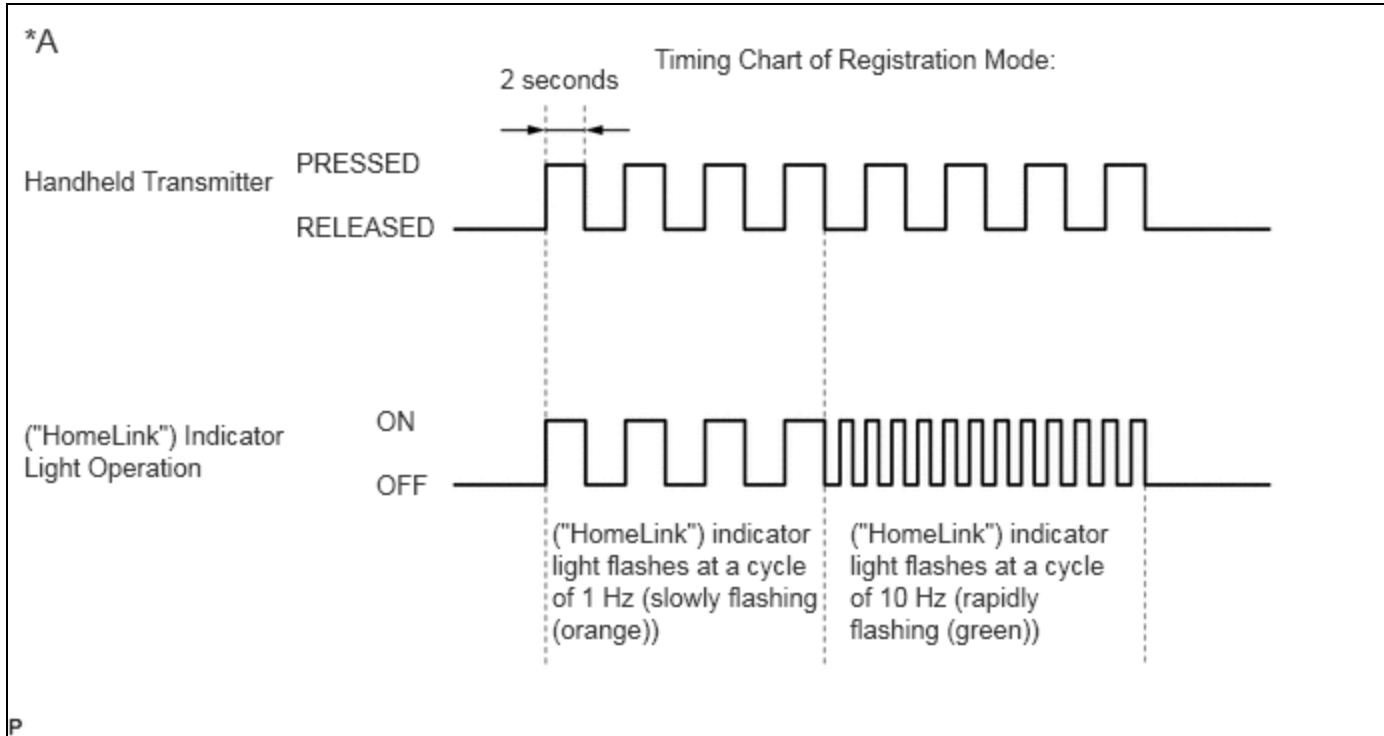 *A
Timing Chart of Registration Mode:
2 seconds
PRESSED
Handheld Transmitter
RELEASED
ON
("HomeLink") Indicator
Light Operation
OFF
("HomeLink") indicator
light flashes at a cycle
of 1 Hz (slowly flashing
(orange))
("HomeLink") indicator
light flashes at a cycle
of 10 Hz (rapidly
flashing (green))
P